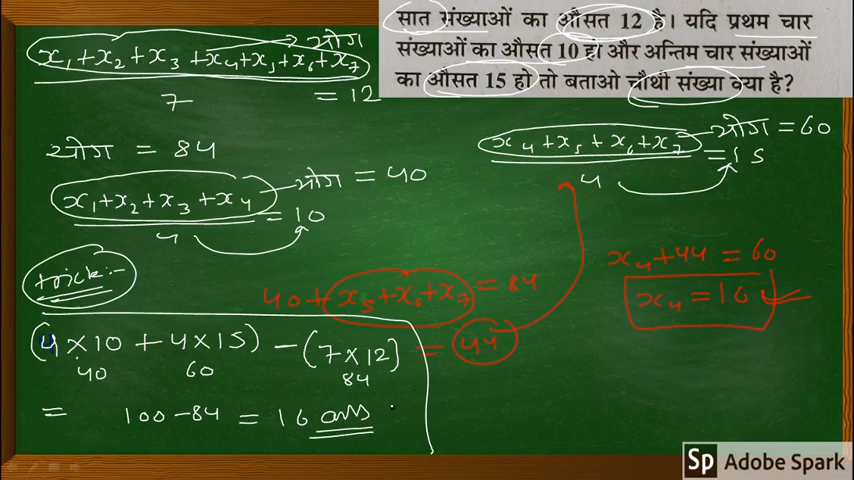 सात संख्याओं का औसत 12 है। यदि प्रथम चार
संख्याओं का औसत 10 हो और अन्तिम चार संख्याओं
का औसत 15 हो तो बताओ चौथी संख्या क्या है?
x₁+x₂+x₃+x₄+x₅+x₆+x₇ → योग
7 = 12
योग = 84
x₁+x₂+x₃+x₄ योग = 40
4 = 10
x₄+x₅+x₆+x₇ योग = 60
4 = 15
40+x₅+x₆+x₇ = 84
= 44
x₄+44 = 60
x₄ = 16
trick:-
(4×10 + 4×15) - (7×12)
40 60 84
= 100-84 = 16 ans
Sp Adobe Spark